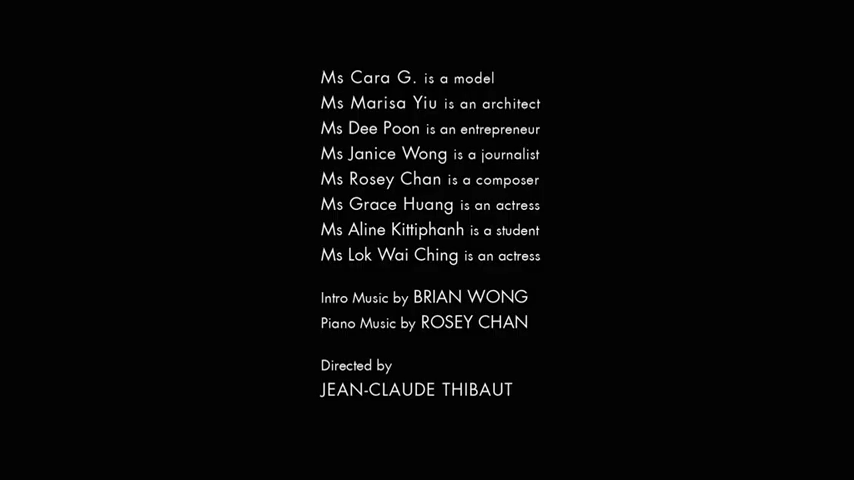 Ms Cara G. is a model
Ms Marisa Yiu is an architect
Ms Dee Poon is an entrepreneur
Ms Janice Wong is a journalist
Ms Rosey Chan is a composer
Ms Grace Huang is an actress
Ms Aline Kittiphanh is a student
Ms Lok Wai Ching is an actress
Intro Music by BRIAN WONG
Piano Music by ROSEY CHAN
Directed by
JEAN-CLAUDE THIBAUT